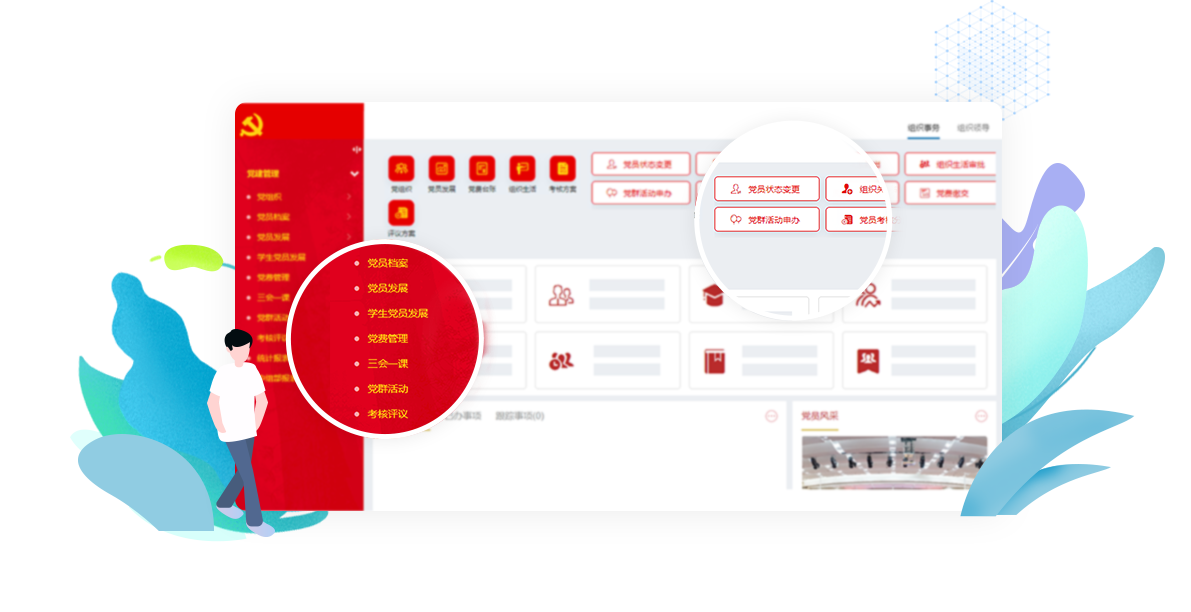 组织事务 组织领导
党建管理
党组织
党员档案
党员发展
学生党员发展
党费管理
三会一课
党群活动
考核评议
党组织 党员发展 党费台账 组织生活 考核方案
评议方案
党员状态变更
党群活动申办
组织生活审批
党费缴交
党员状态变更 组织关
党群活动申办 党员考核
党员档案
党员发展
学生党员发展
党费管理
三会一课
党群活动
考核评议
已办事项 跟踪事项(0)
党员风采